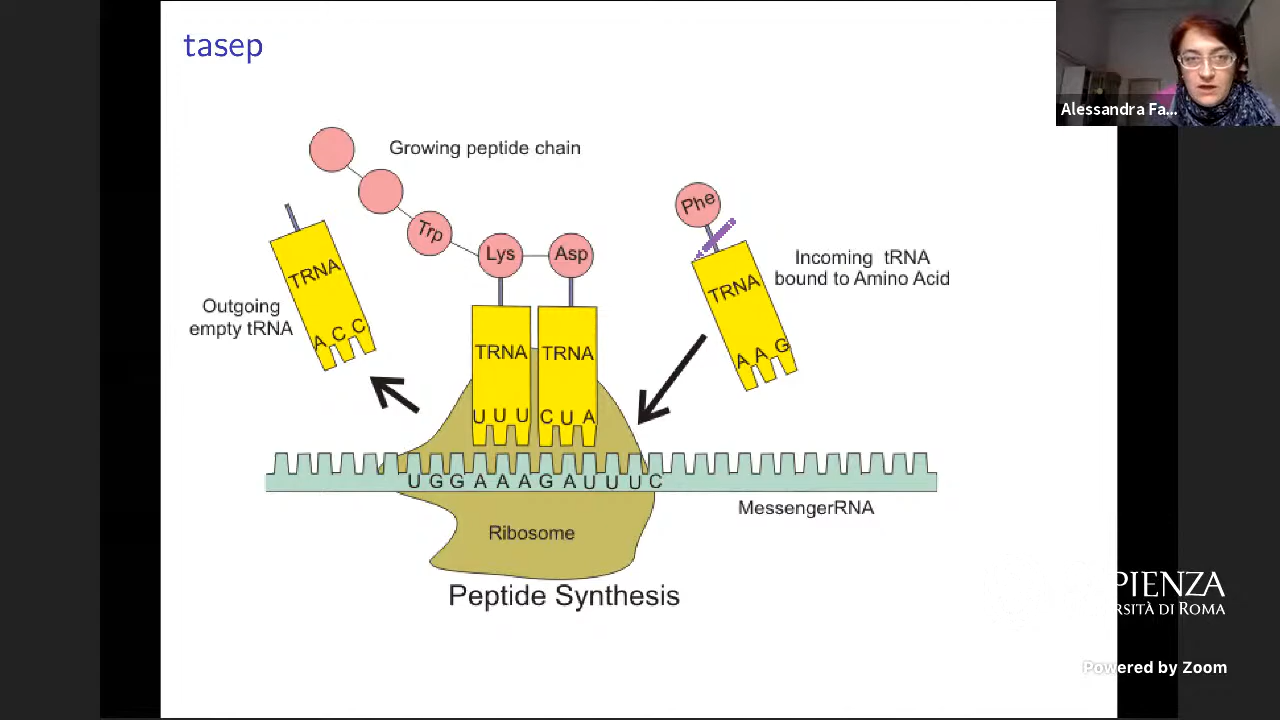 tasep
Alessandra Fa...
Growing peptide chain
Phe
Trp
Lys
Asp
Incoming tRNA
bound to Amino Acid
TRNA
TRNA
Outgoing
empty tRNA
A C C
A A G
TRNA
TRNA
U U U
C U A
U G G A A A G A U U U C
MessengerRNA
Ribosome
Peptide Synthesis
PIENZA
RSITÀ DI ROMA
Powered by Zoom